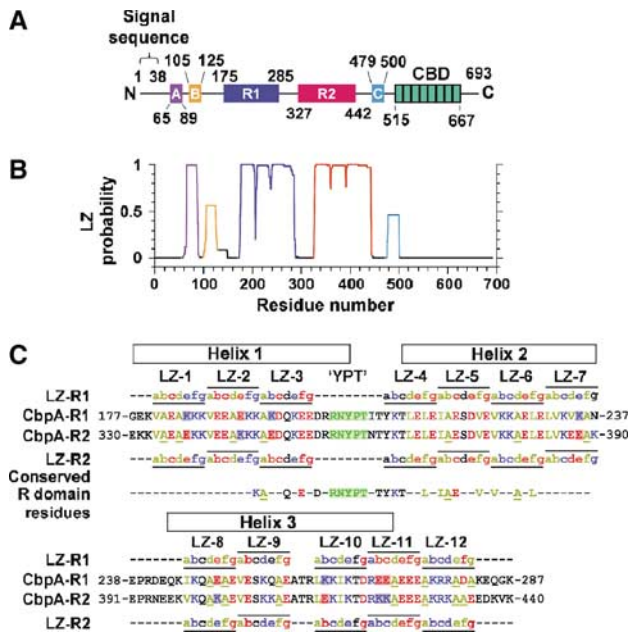 A
Signal sequence
1 38 105 125 175 285 479 500 CBD 693
N A B R1 R2 C C
65 89 327 442 515 667
B
LZ probability
1
0.5
0
0 100 200 300 400 500 600 700
Residue number
C
Helix 1 Helix 2
LZ-1 LZ-2 LZ-3 'YPT' LZ-4 LZ-5 LZ-6 LZ-7
LZ-R1 ----abcdefgabcdefgabcdefg---------abcdefgabcdefgabcdefgabcdefg
CbpA-R1 177-GEKVAEAEKKVEEAEKKAKDQKEEDRRNYPTITYKTLELEIAESDVEVKKAELELVKVKAN-237
CbpA-R2 330-EKKVAEAEKKVEEAKKKAEDQKEEDRRNYPTNTYKTLELEIAESDVEVKKAELELVKEEAK-390
LZ-R2 ----abcdefgabcdefgabcdefg---------abcdefgabcdefgabcdefgabcdefg
Conserved R domain residues ---------------KA--Q-E-D-RNYPT-TYKT--L--IAE--V-V--AL-----------
Helix 3
LZ-8 LZ-9 LZ-10 LZ-11 LZ-12
LZ-R1 -------abcdefgabcdefg---abcdefgabcdefgabcdefg-----
CbpA-R1 238-EPRDEQKIKQAEAEVESKQAEATRLKKIKTDREEAEEEAKRRADAKEQGK-287
CbpA-R2 391-EPRNEEKVKQAKAEVESKKAEATRLEKIKTDRKKAEEEAKRKAAEEDKVK-440
LZ-R2 -------abcdefgabcdefg---abcdefgabcdefgabcdefg-----